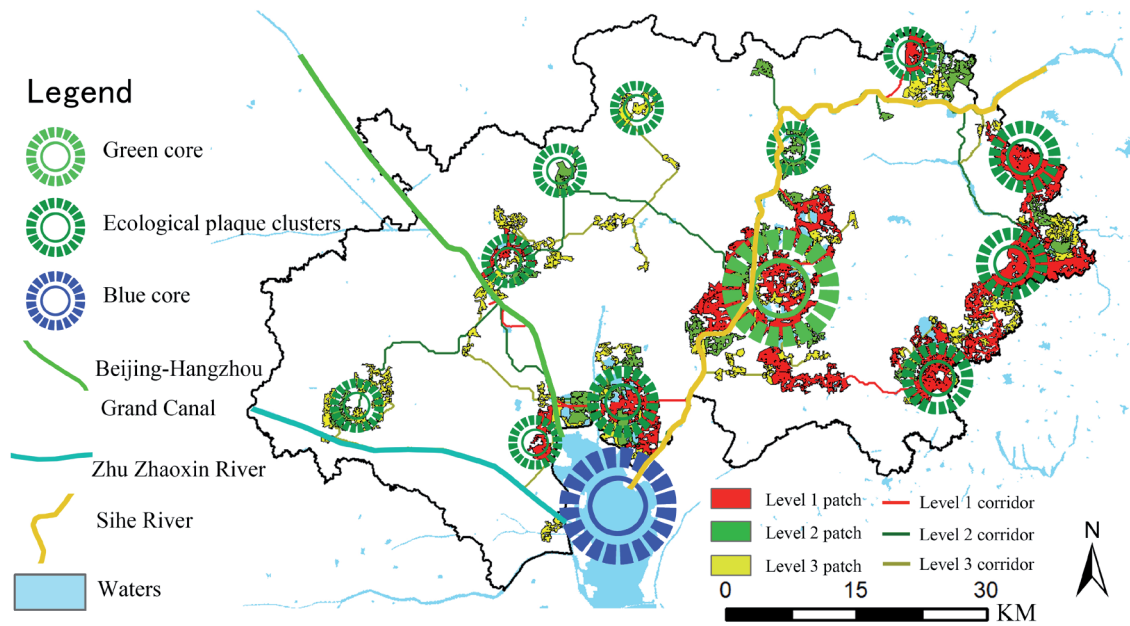 Legend
Green core
Ecological plaque clusters
Blue core
Beijing-Hangzhou
Grand Canal
Zhu Zhaoxin River
Sihe River
Waters
Level 1 patch
Level 1 corridor
Level 2 patch
Level 2 corridor
Level 3 patch
Level 3 corridor
N
0 15 30
KM